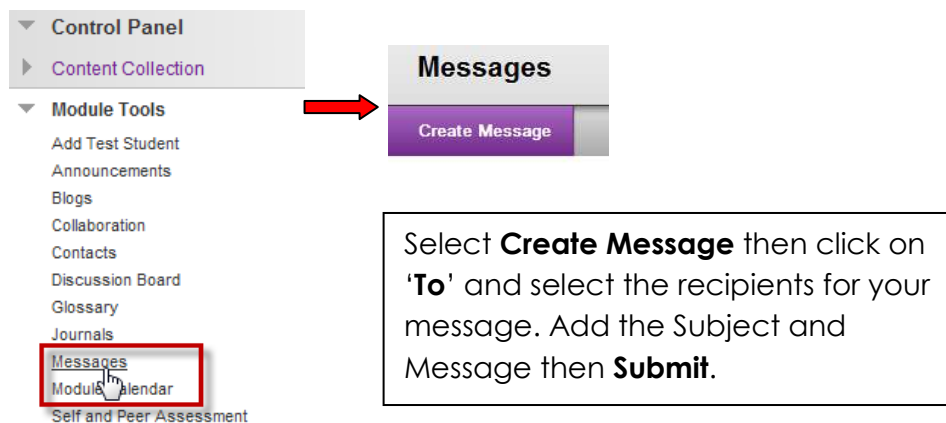 Control Panel
Content Collection
Module Tools
Add Test Student
Announcements
Blogs
Collaboration
Contacts
Discussion Board
Glossary
Journals
Messages
Module Calendar
Self and Peer Assessment
Messages
Create Message
Select Create Message then click on
‘To’ and select the recipients for your
message. Add the Subject and
Message then Submit.